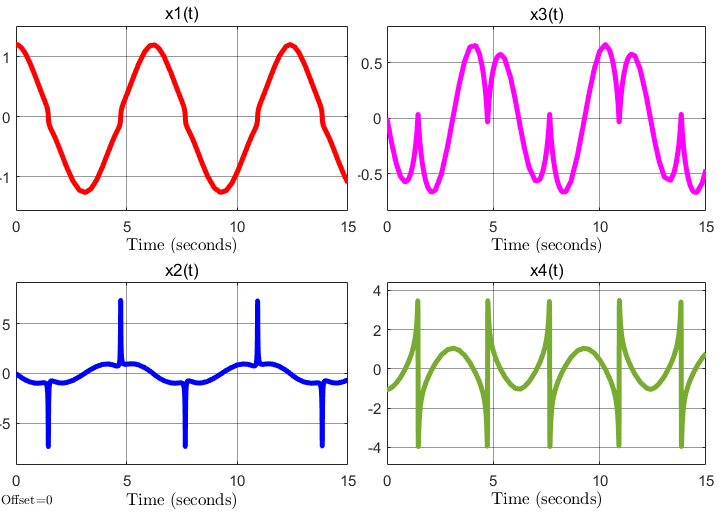 x1(t)
1
0
-1
0 5 10 15
Time (seconds)
x3(t)
0.5
0
-0.5
0 5 10 15
Time (seconds)
x2(t)
5
0
-5
0 5 10 15
Time (seconds)
Offset=0
x4(t)
4
2
0
-2
-4
0 5 10 15
Time (seconds)